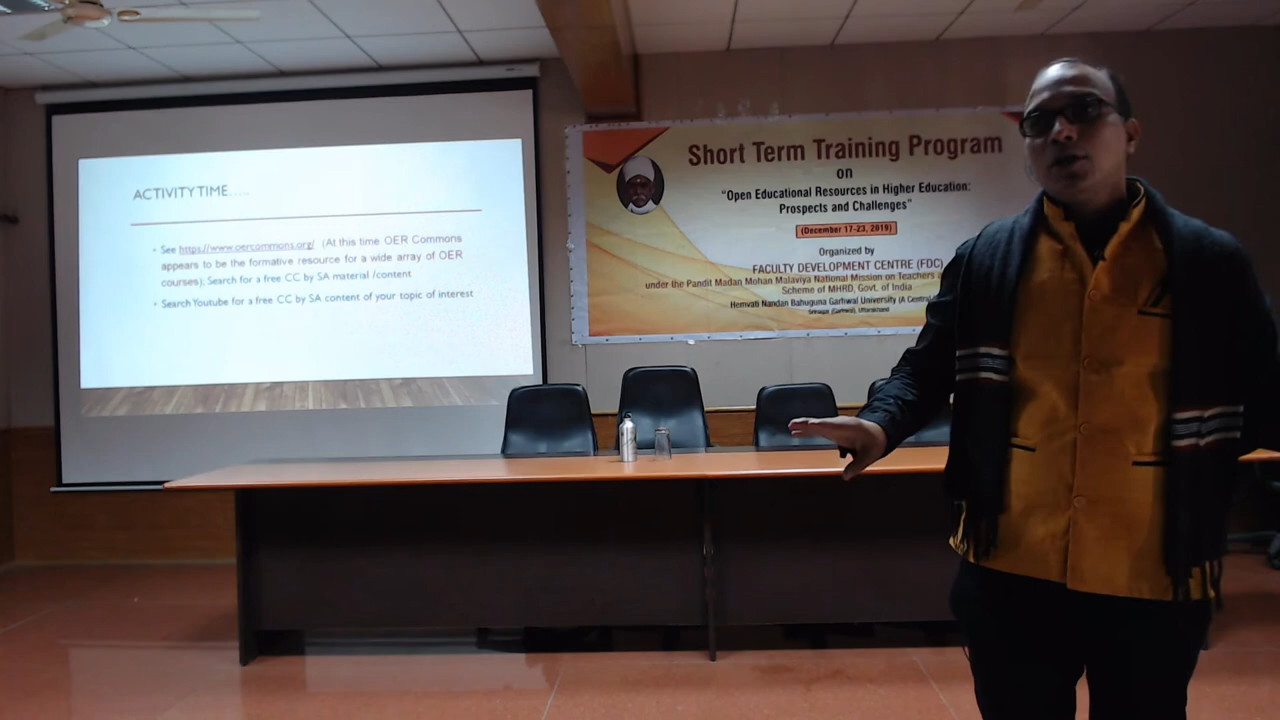 ACTIVITY TIME.....
• See https://www.oercommons.org/ (At this time OER Commons
appears to be the formative resource for a wide array of OER
courses); Search for a free CC by SA material /content
• Search Youtube for a free CC by SA content of your topic of interest
Short Term Training Program
on
"Open Educational Resources in Higher Education:
Prospects and Challenges"
(December 17-23, 2019)
Organized by
FACULTY DEVELOPMENT CENTRE (FDC)
under the Pandit Madan Mohan Malaviya National Mission on Teachers
Scheme of MHRD, Govt. of India
Hemvati Nandan Bahuguna Garhwal University (A Central
Srinagar (Garhwal), Uttarakhand